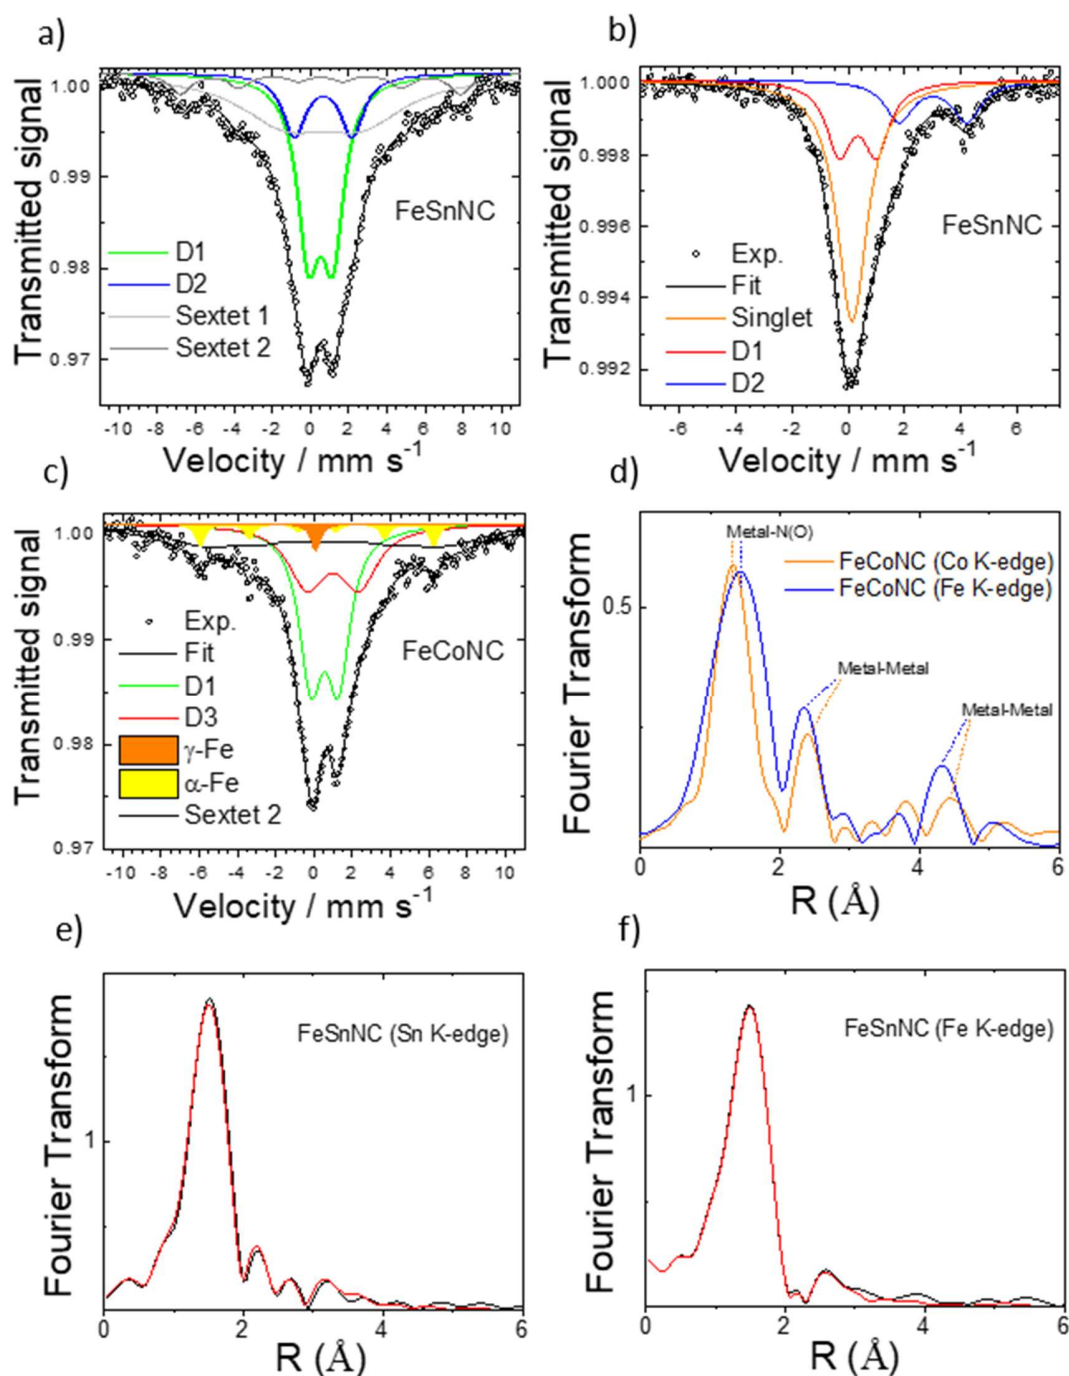 a)
Transmitted signal
1.00
0.99
0.98
0.97
FeSnNC
D1
D2
Sextet 1
Sextet 2
-10 -8 -6 -4 -2 0 2 4 6 8 10
Velocity / mm s⁻¹
b)
Transmitted signal
1.000
0.998
0.996
0.994
0.992
FeSnNC
Exp.
Fit
Singlet
D1
D2
-6 -4 -2 0 2 4 6
Velocity / mm s⁻¹
c)
Transmitted signal
1.00
0.99
0.98
0.97
FeCoNC
Exp.
Fit
D1
D3
γ-Fe
α-Fe
Sextet 2
-10 -8 -6 -4 -2 0 2 4 6 8 10
Velocity / mm s⁻¹
d)
Fourier Transform
0.5
Metal-N(O)
FeCoNC (Co K-edge)
FeCoNC (Fe K-edge)
Metal-Metal
Metal-Metal
0 2 4 6
R (Å)
e)
Fourier Transform
1
FeSnNC (Sn K-edge)
0 2 4 6
R (Å)
f)
Fourier Transform
1
FeSnNC (Fe K-edge)
0 2 4 6
R (Å)